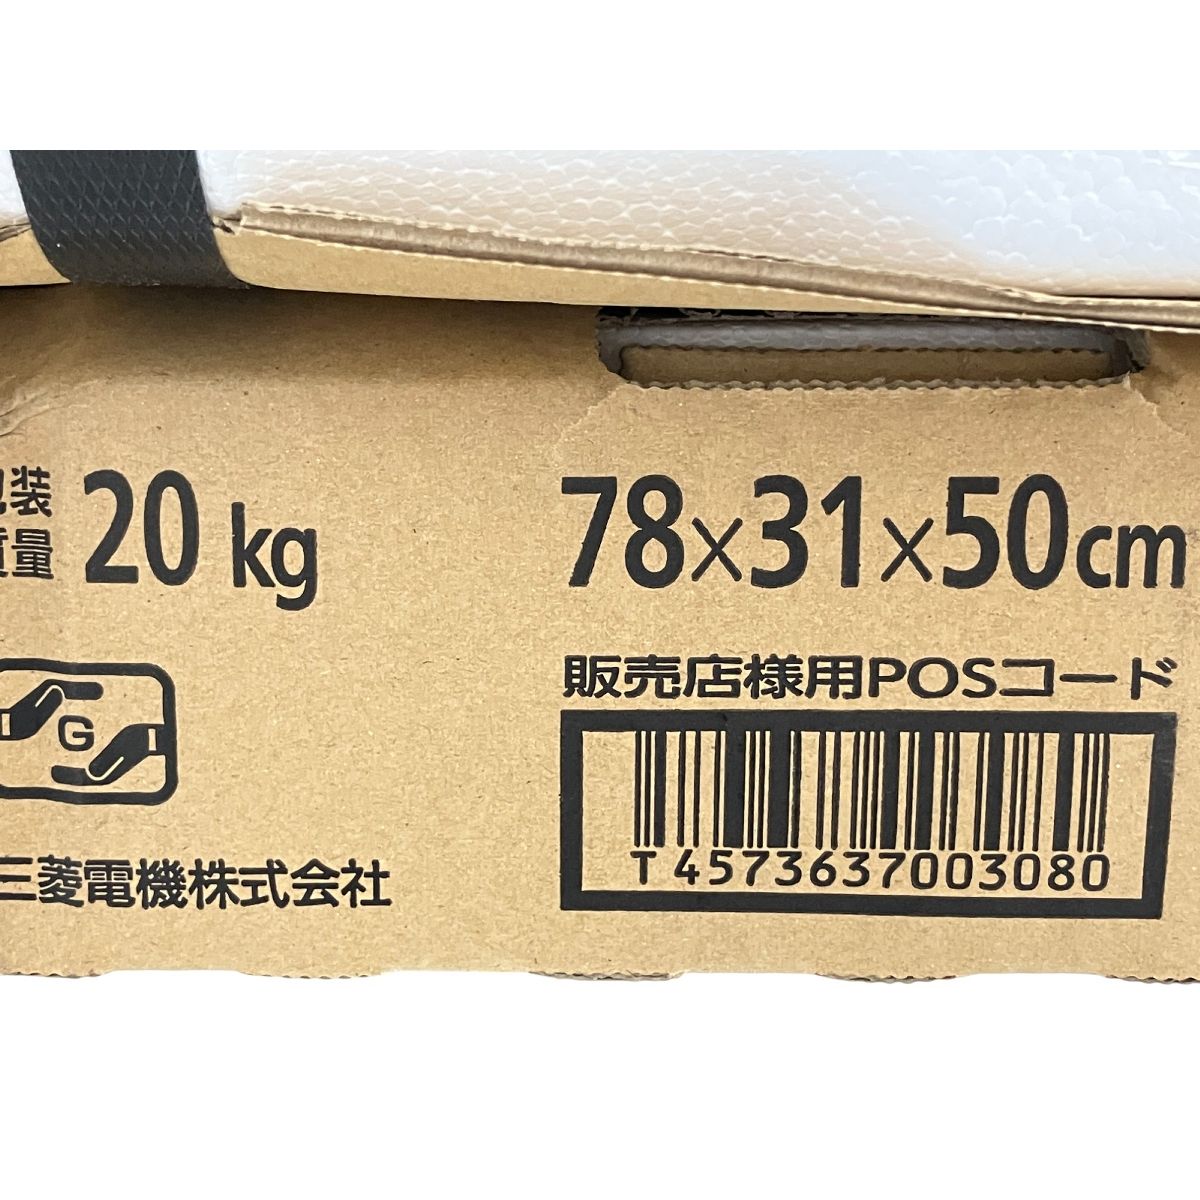 包装
質量 20 kg
78×31×50cm
販売店様用POSコード
G
T4573637003080
三菱電機株式会社